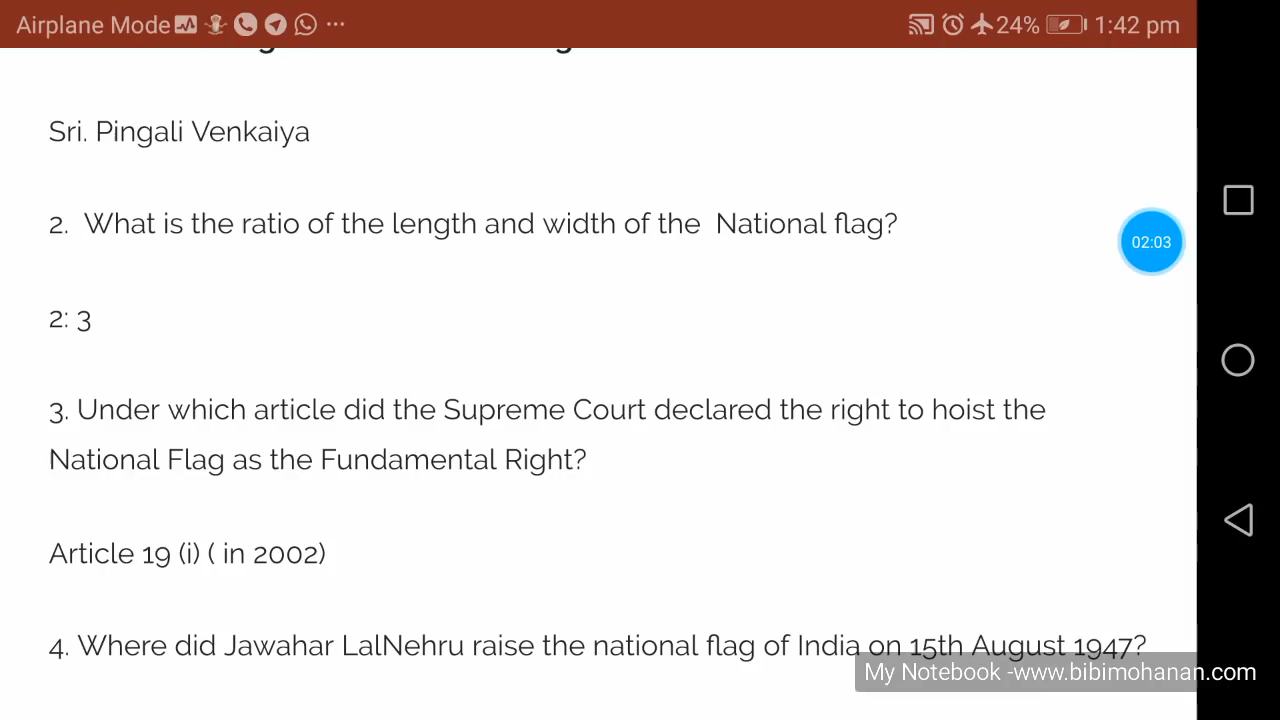 Airplane Mode ... 24% 1:42 pm
Sri. Pingali Venkaiya
2. What is the ratio of the length and width of the National flag?
02:03
2: 3
3. Under which article did the Supreme Court declared the right to hoist the
National Flag as the Fundamental Right?
Article 19 (i) ( in 2002)
4. Where did Jawahar LalNehru raise the national flag of India on 15th August 1947?
My Notebook -www.bibimohanan.com